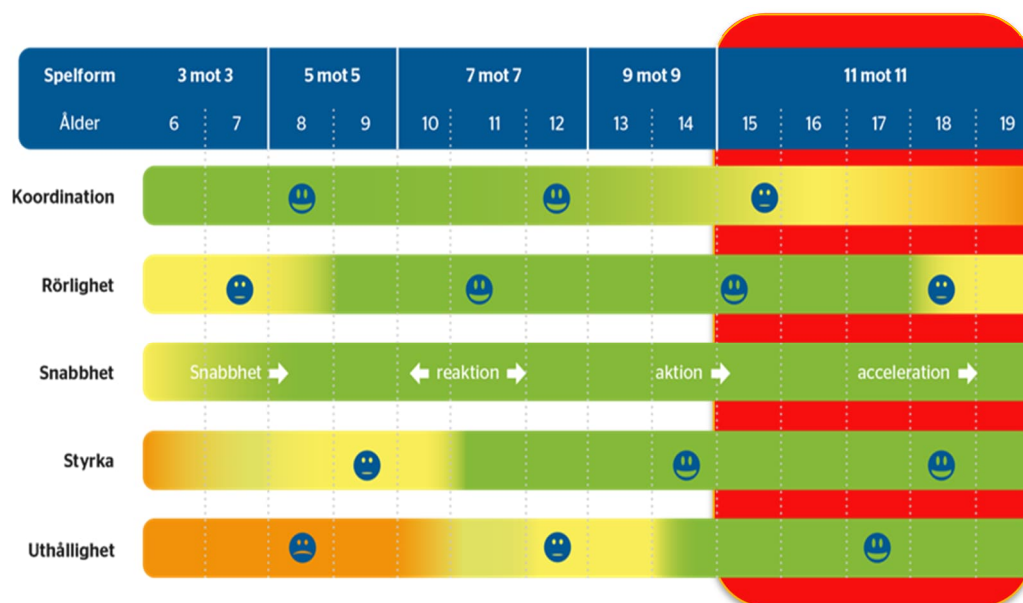 Spelform 3 mot 3 5 mot 5 7 mot 7 9 mot 9 11 mot 11
Ålder 6 7 8 9 10 11 12 13 14 15 16 17 18 19
Koordination
Rörlighet
Snabbhet Snabbhet reaktion aktion acceleration
Styrka
Uthållighet